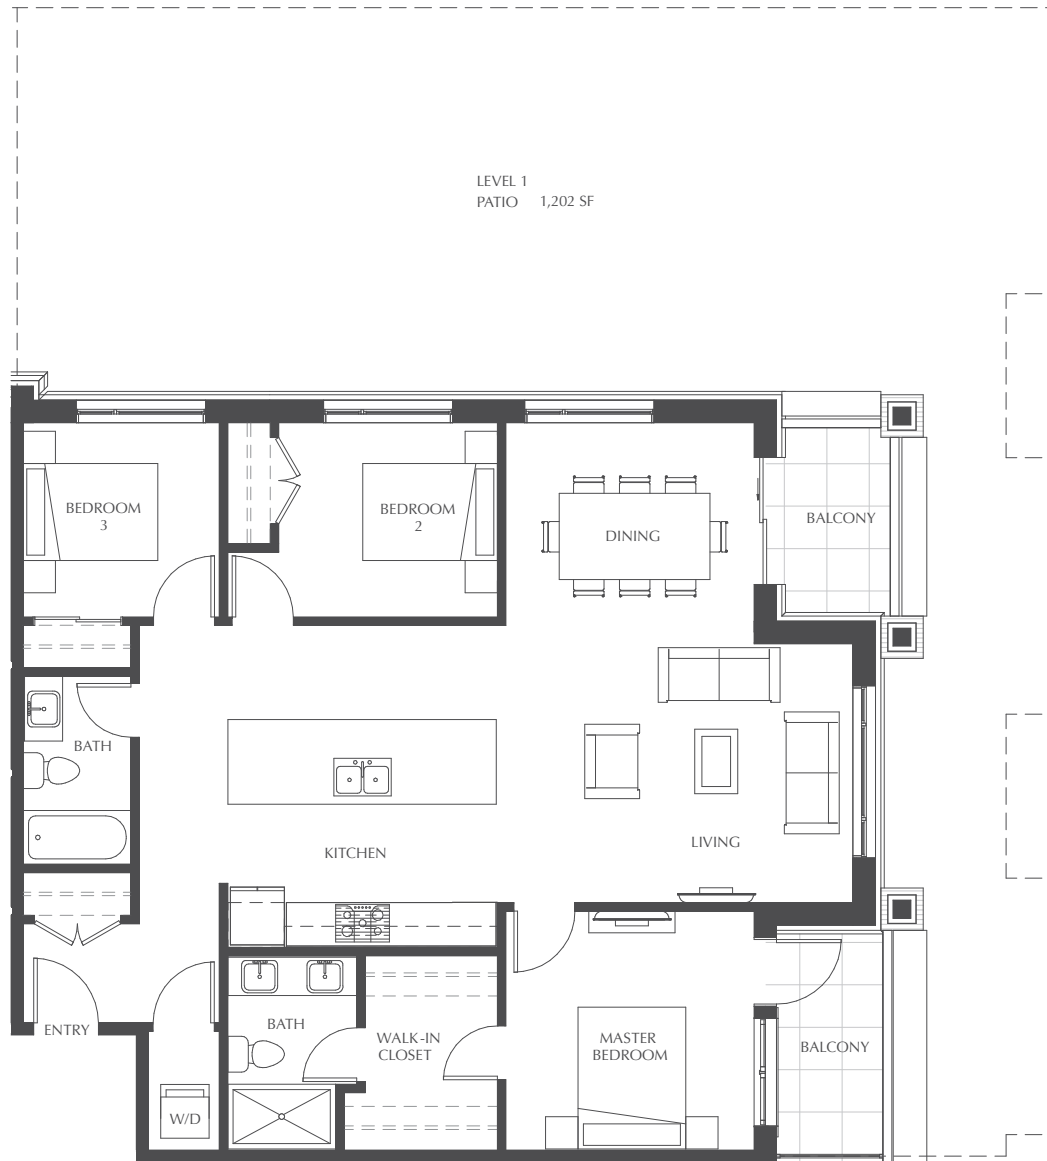 LEVEL 1
PATIO 1,202 SF
BEDROOM
3
BEDROOM
2
DINING
BALCONY
BATH
KITCHEN
LIVING
ENTRY
BATH
WALK-IN
CLOSET
MASTER
BEDROOM
BALCONY
W/D